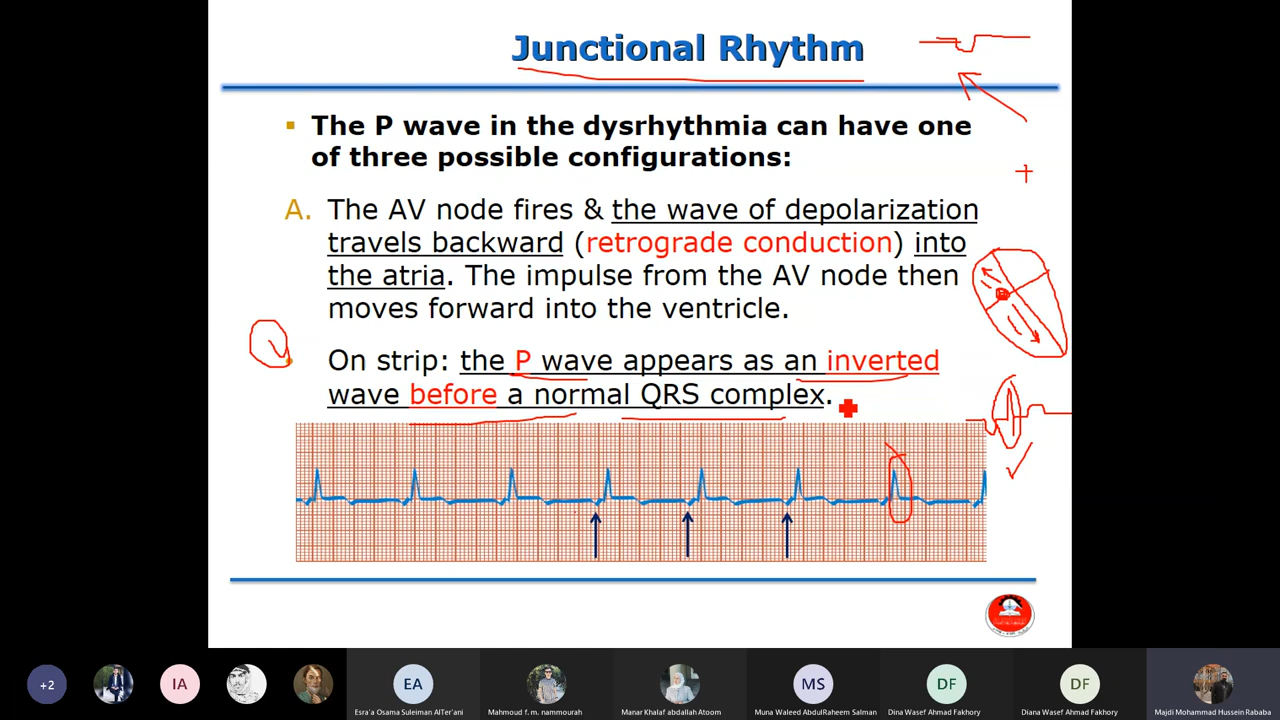 Junctional Rhythm
▪ The P wave in the dysrhythmia can have one
of three possible configurations:
A. The AV node fires & the wave of depolarization
travels backward (retrograde conduction) into
the atria. The impulse from the AV node then
moves forward into the ventricle.
• On strip: the P wave appears as an inverted
wave before a normal QRS complex.
+2
IA
EA
MS
DF
DF
Esra'a Osama Suleiman AlTer'ani
Mahmoud f. m. nammourah
Manar Khalaf abdallah Atoom
Muna Waleed AbdulRaheem Salman
Dina Wasef Ahmad Fakhory
Diana Wasef Ahmad Fakhory
Majdi Mohammad Hussein Rababa